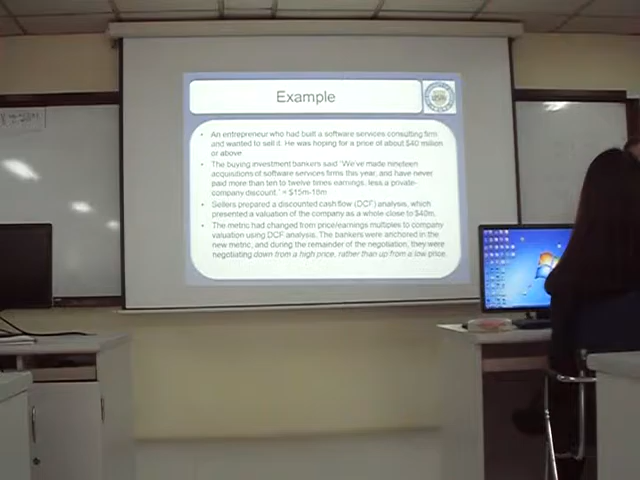 Example
• An entrepreneur who had built a software services consulting firm
and wanted to sell it. He was hoping for a price of about $40 million
or above
• The buying investment bankers said 'We've made nineteen
acquisitions of software services firms this year, and have never
paid more than ten to twelve times earnings, less a private-
company discount.' = $15m-16m
• Sellers prepared a discounted cash flow (DCF) analysis, which
presented a valuation of the company as a whole close to $40m.
• The metric had changed from price/earnings multiples to company
valuation using DCF analysis. The bankers were anchored in the
new metric, and during the remainder of the negotiation, they were
negotiating down from a high price, rather than up from a low price.